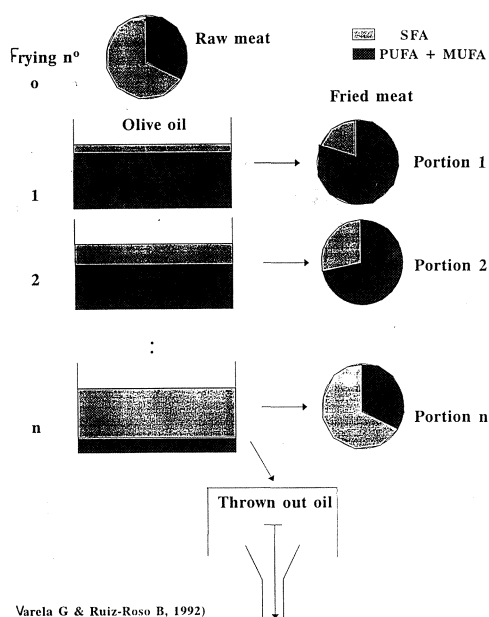 Raw meat
SFA
PUFA + MUFA
Frying nº
o
Fried meat
Olive oil
1
Portion 1
2
Portion 2
:
n
Portion n
Thrown out oil
Varela G & Ruiz-Roso B, 1992)